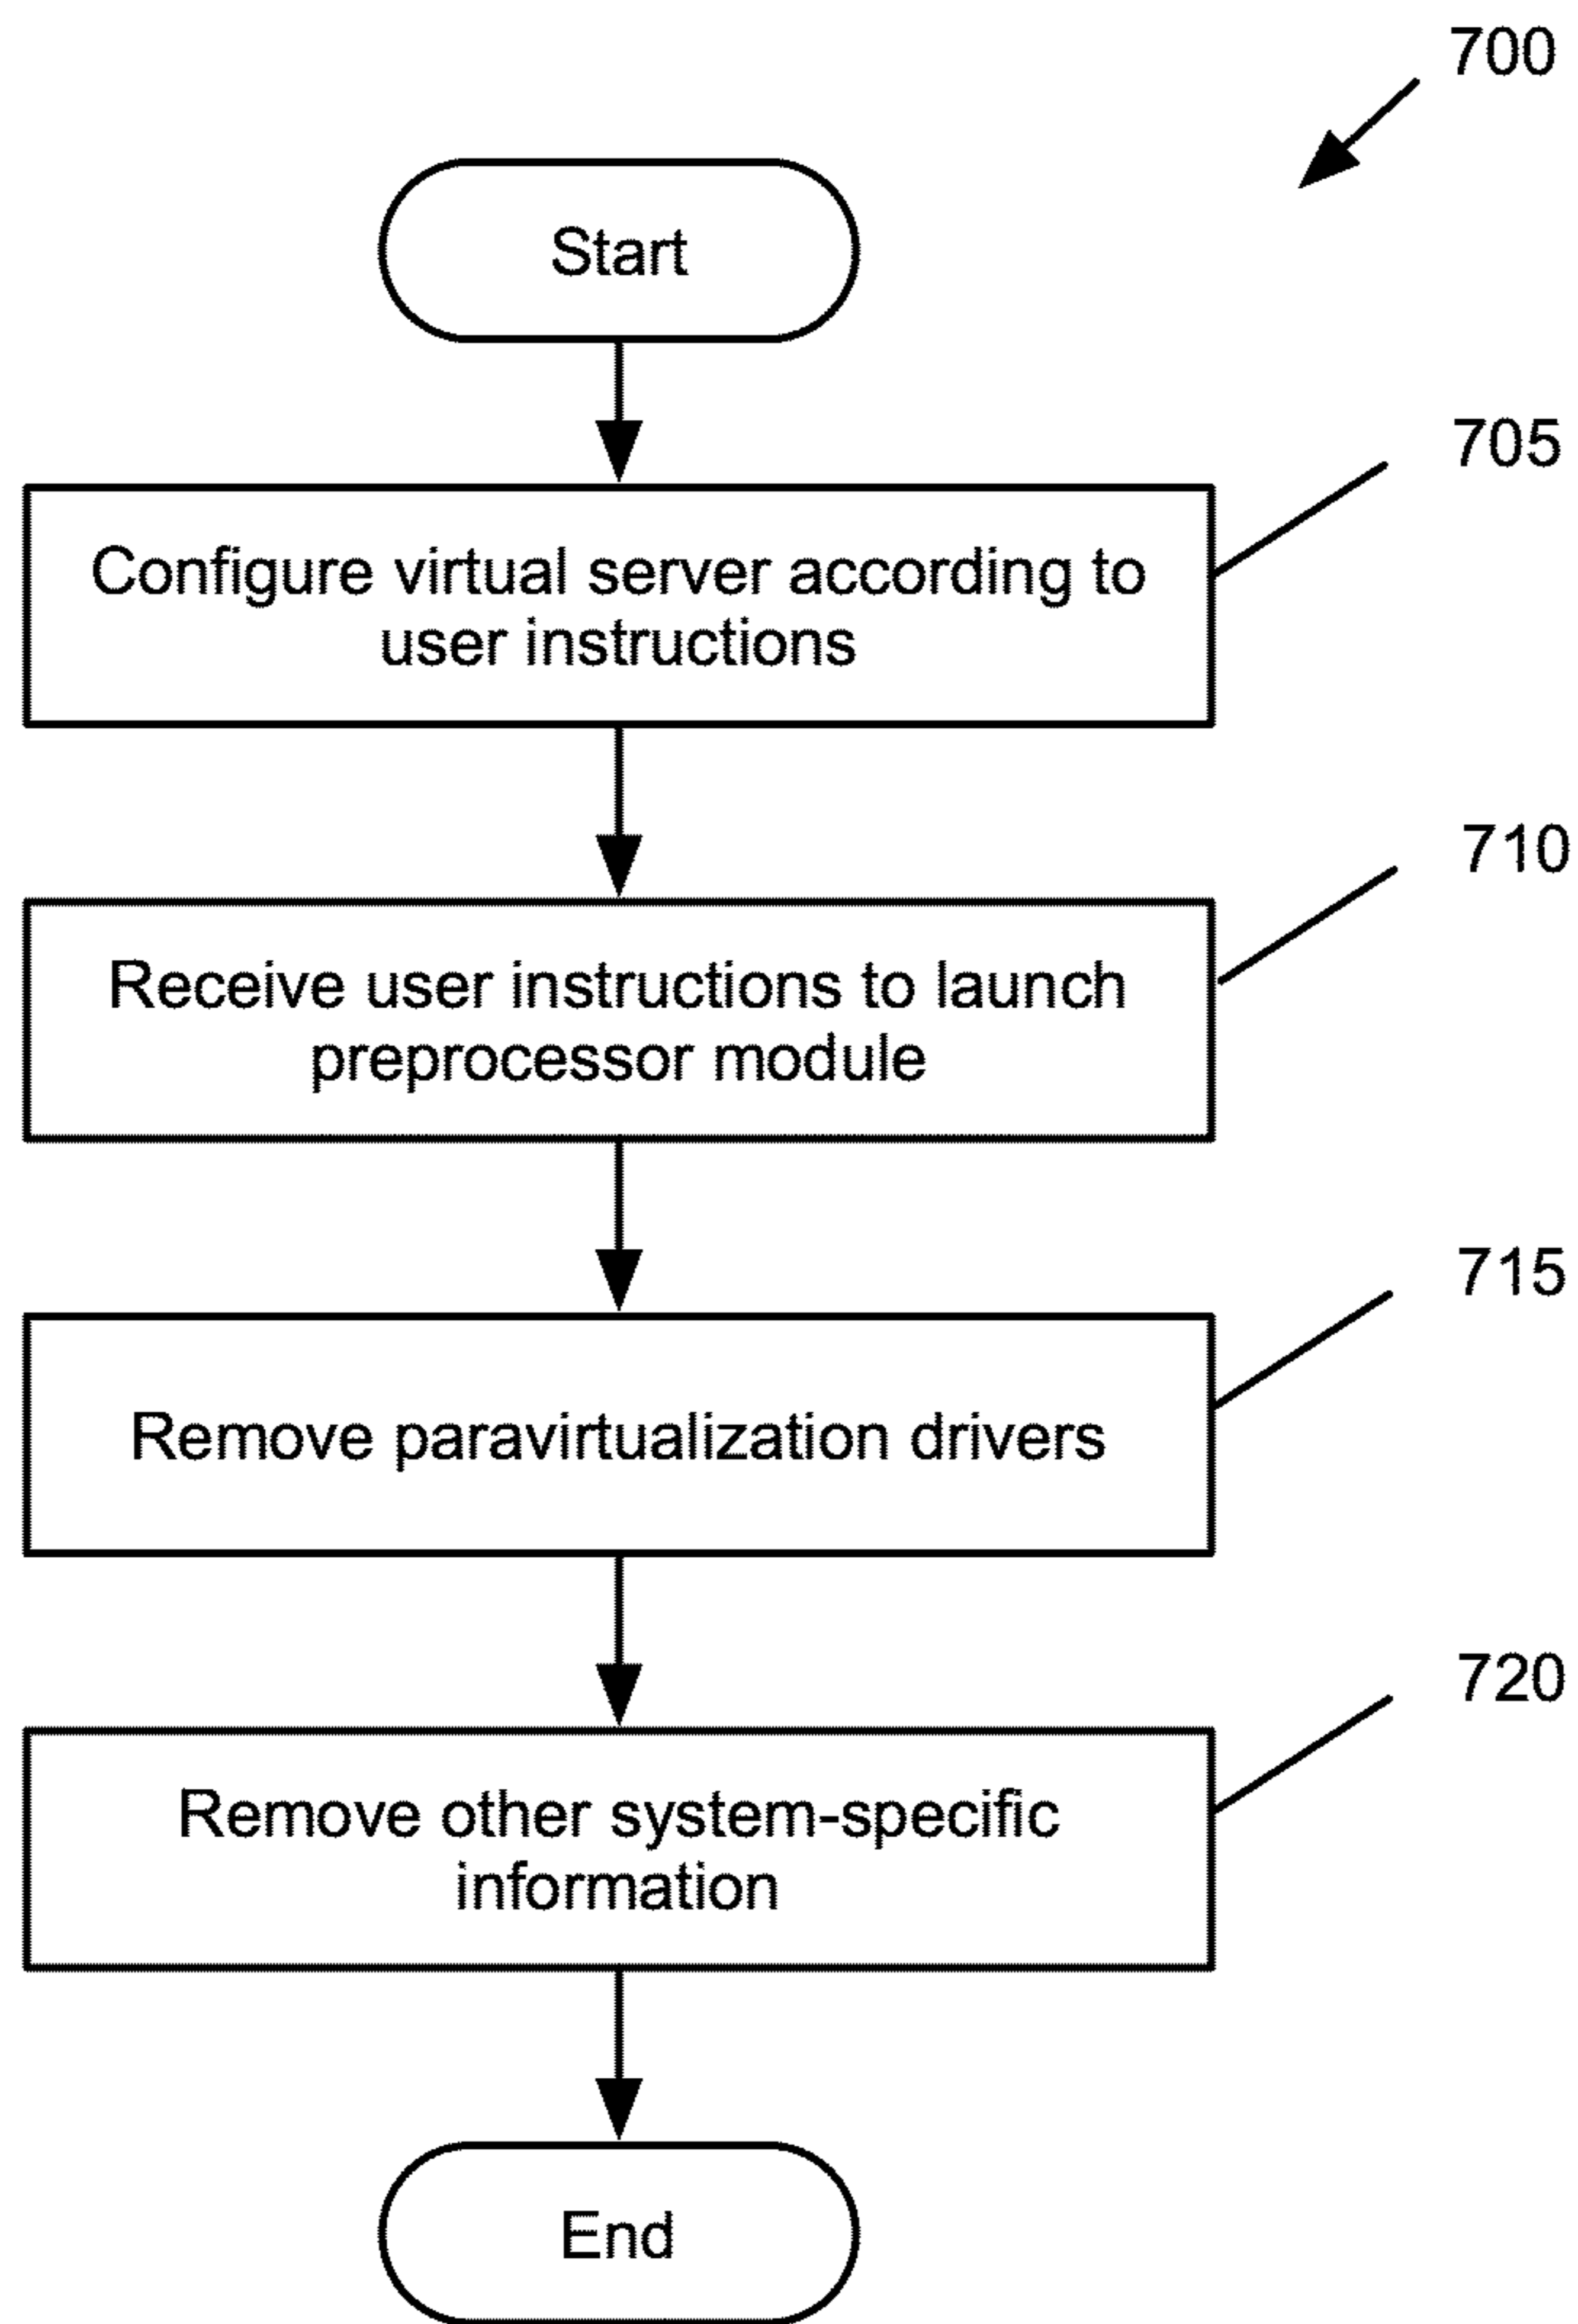 700
Start
705
Configure virtual server according to
user instructions
710
Receive user instructions to launch
preprocessor module
715
Remove paravirtualization drivers
720
Remove other system-specific
information
End